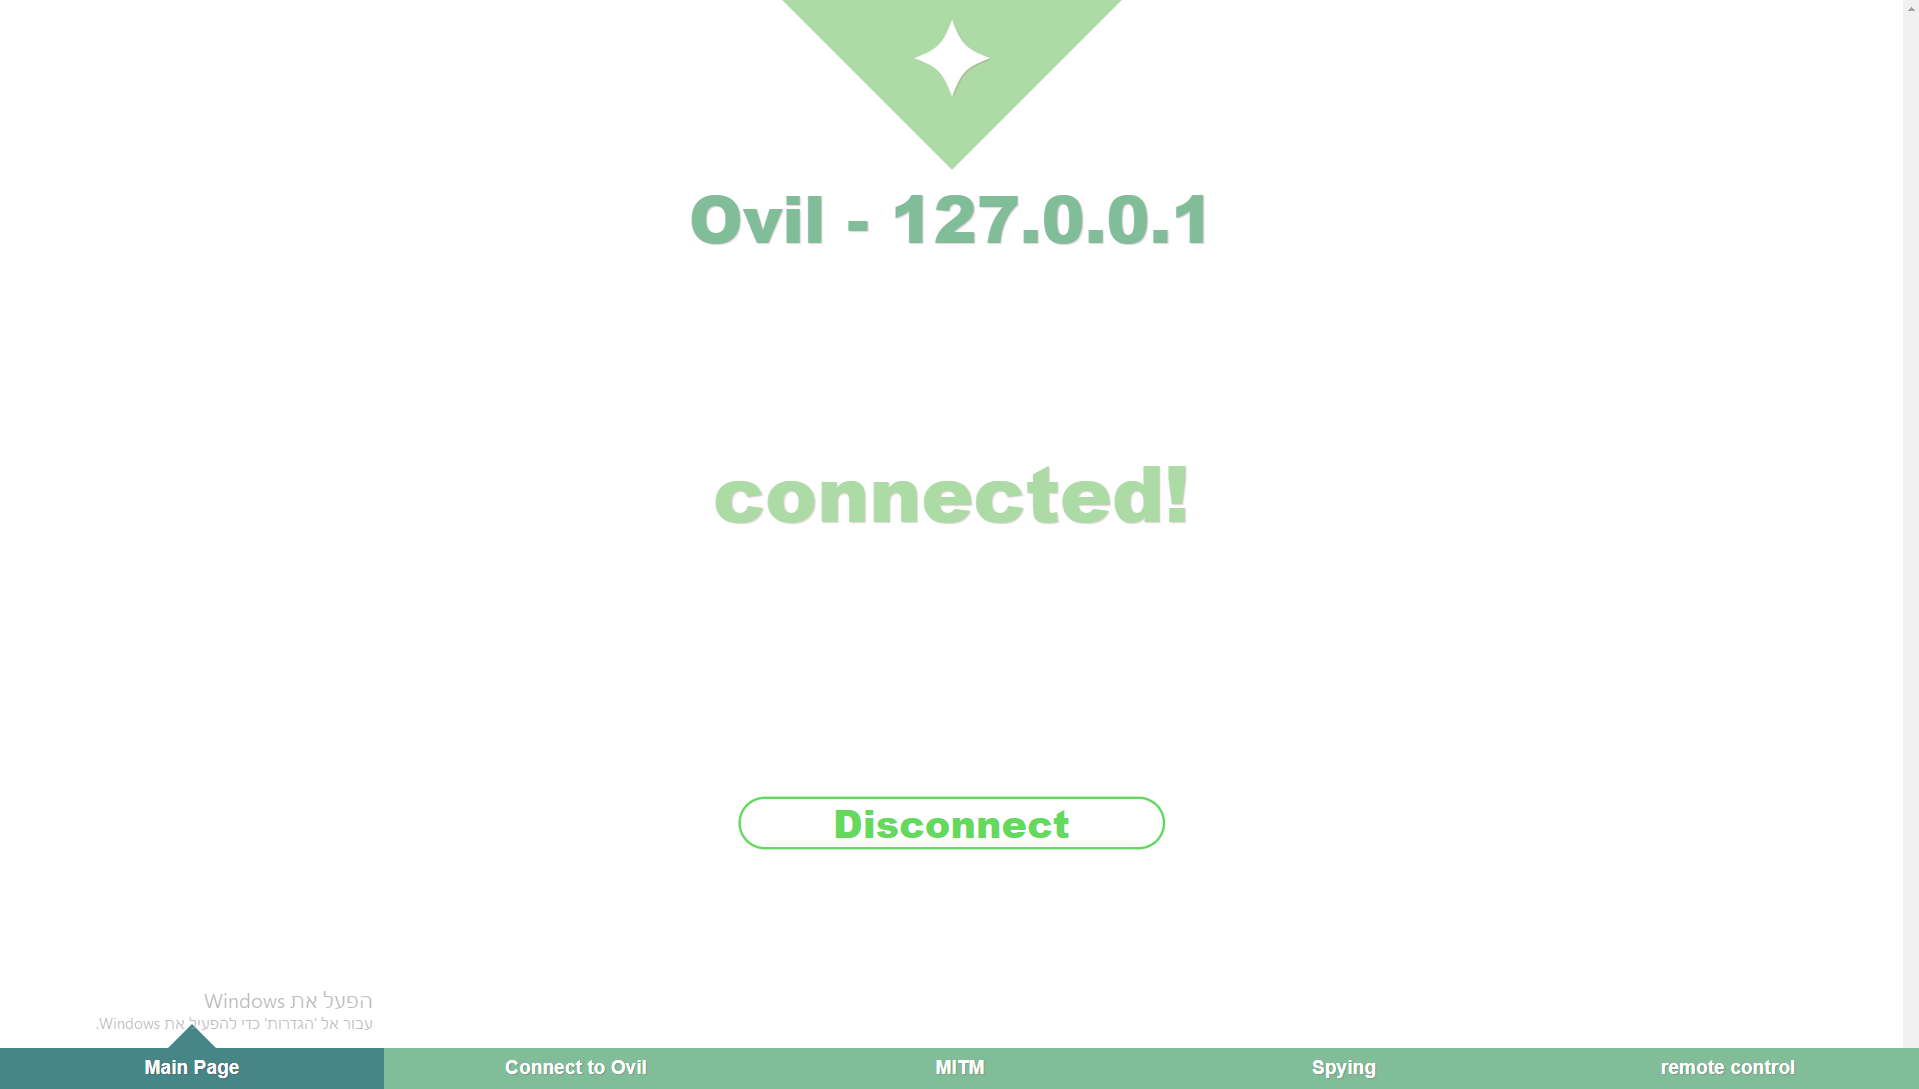 Ovil - 127.0.0.1
connected!
Disconnect
הפעל את Windows
עבור אל 'הגדרות' כדי להפעיל את Windows.
Main Page
Connect to Ovil
MITM
Spying
remote control